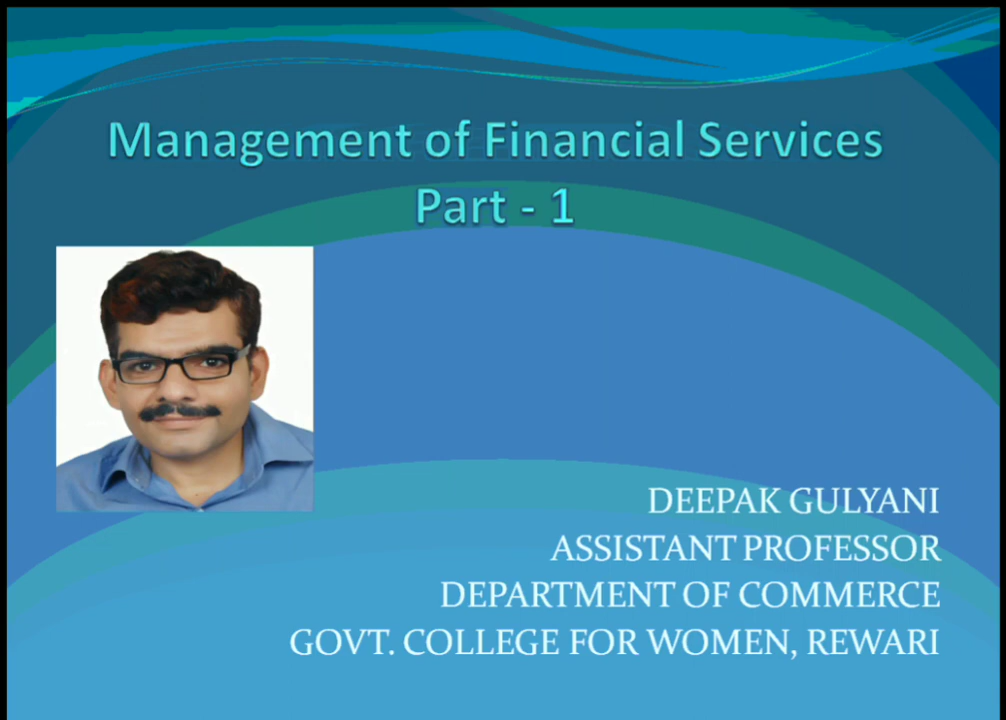 Management of Financial Services
Part - 1
DEEPAK GULYANI
ASSISTANT PROFESSOR
DEPARTMENT OF COMMERCE
GOVT. COLLEGE FOR WOMEN, REWARI